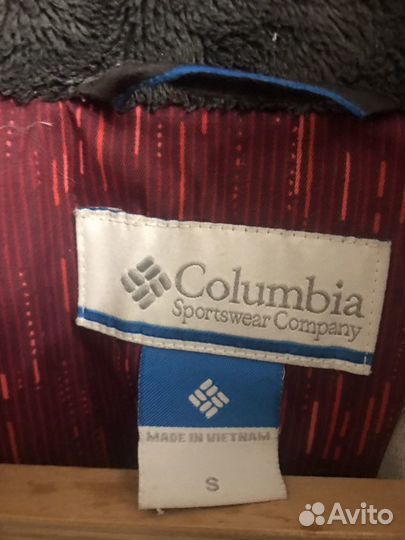 Columbia
Sportswear Company
MADE IN VIETNAM
S
Avito